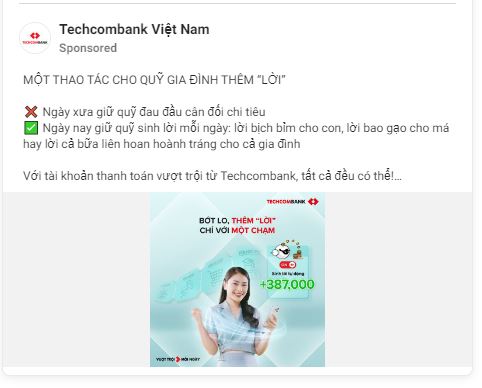 TECHCOMBANK
Techcombank Việt Nam
Sponsored
MỘT THAO TÁC CHO QUỸ GIA ĐÌNH THÊM “LỜI”
❌ Ngày xưa giữ quỹ đau đầu cân đối chi tiêu
✅ Ngày nay giữ quỹ sinh lời mỗi ngày: lời bịch bỉm cho con, lời bao gạo cho má
hay lời cả bữa liên hoan hoành tráng cho cả gia đình
Với tài khoản thanh toán vượt trội từ Techcombank, tất cả đều có thể!…
TECHCOMBANK
BỚT LO, THÊM “LỜI”
CHỈ VỚI MỘT CHẠM
Sinh lời tự động
+387,000
VƯỢT TRỘI MỖI NGÀY